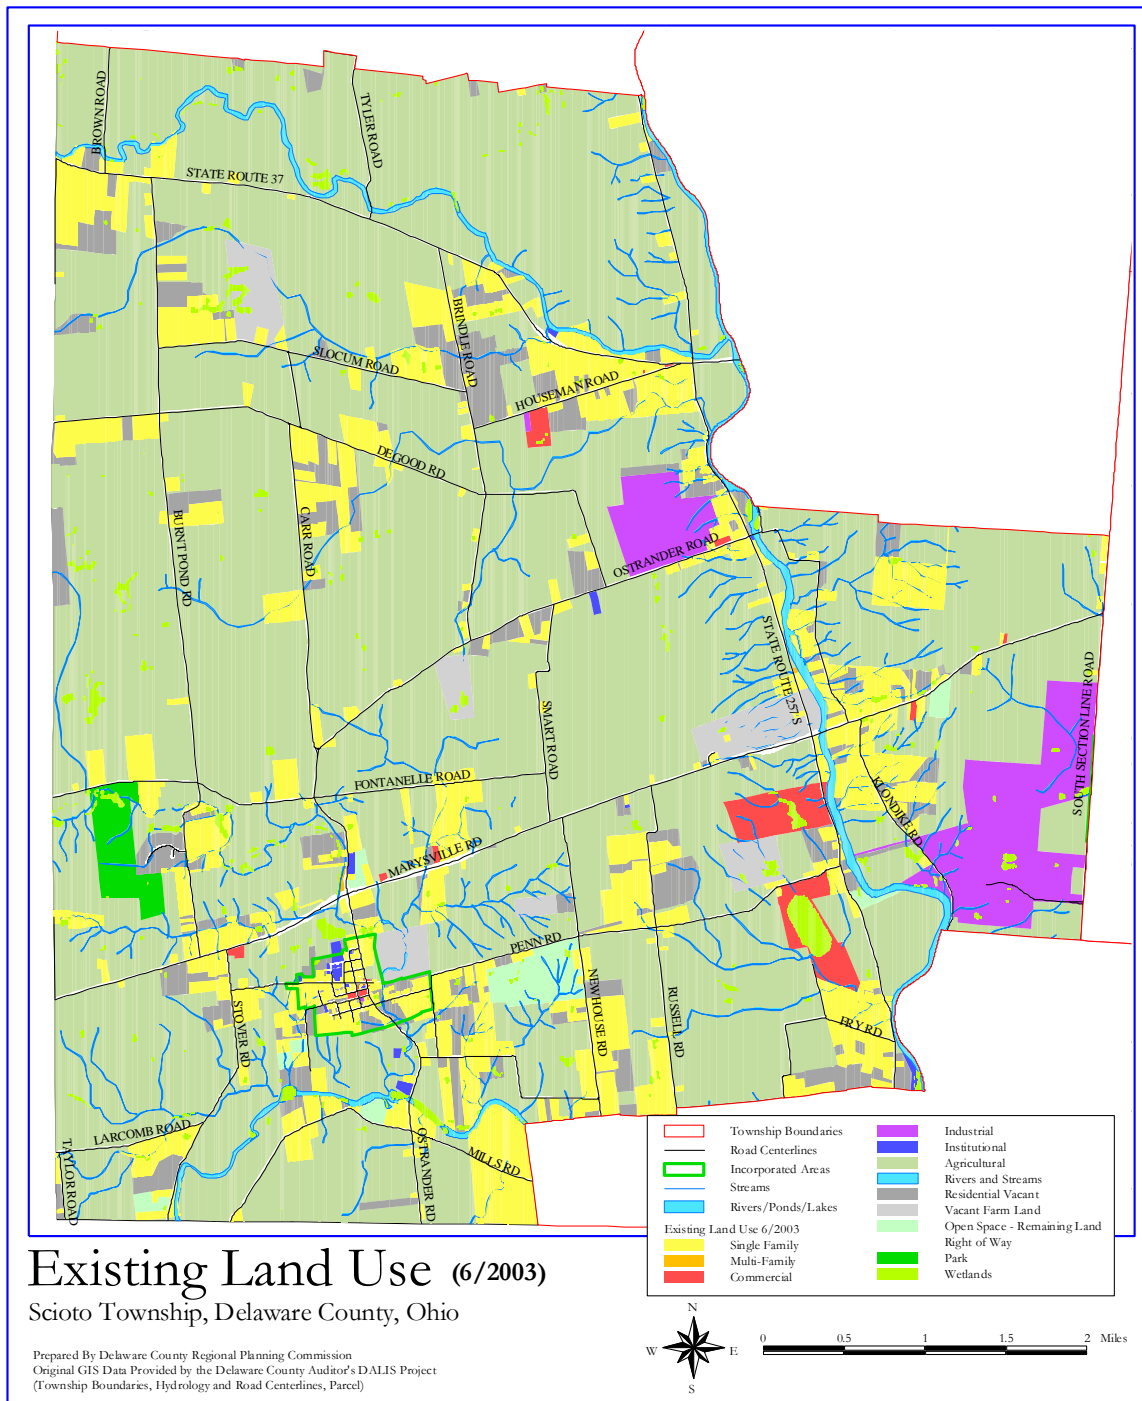 BROWN ROAD
TYLER ROAD
STATE ROUTE 37
BRINDLE ROAD
SLOCUM ROAD
HOUSEMAN ROAD
DEGOOD RD
BURNT POND RD
CARR ROAD
OSTRANDER ROAD
STATE ROUTE 257 S
SOUTH SECTION LINE ROAD
SMART ROAD
FONTANELLE ROAD
KLONDIKE RD
MARYSVILLE RD
PENN RD
STOVER RD
NEWHOUSE RD
RUSSELL RD
FRY RD
LARCOMB ROAD
TAYLOR ROAD
OSTRANDER RD
MILLS RD
Township Boundaries
Road Centerlines
Incorporated Areas
Streams
Rivers/Ponds/Lakes
Existing Land Use 6/2003
Single Family
Multi-Family
Commercial
Industrial
Institutional
Agricultural
Rivers and Streams
Residential Vacant
Vacant Farm Land
Open Space - Remaining Land
Right of Way
Park
Wetlands
Existing Land Use (6/2003)
Scioto Township, Delaware County, Ohio
Prepared By Delaware County Regional Planning Commission
Original GIS Data Provided by the Delaware County Auditor's DALIS Project
(Township Boundaries, Hydrology and Road Centerlines, Parcel)
N
W E
S
0 0.5 1 1.5 2 Miles